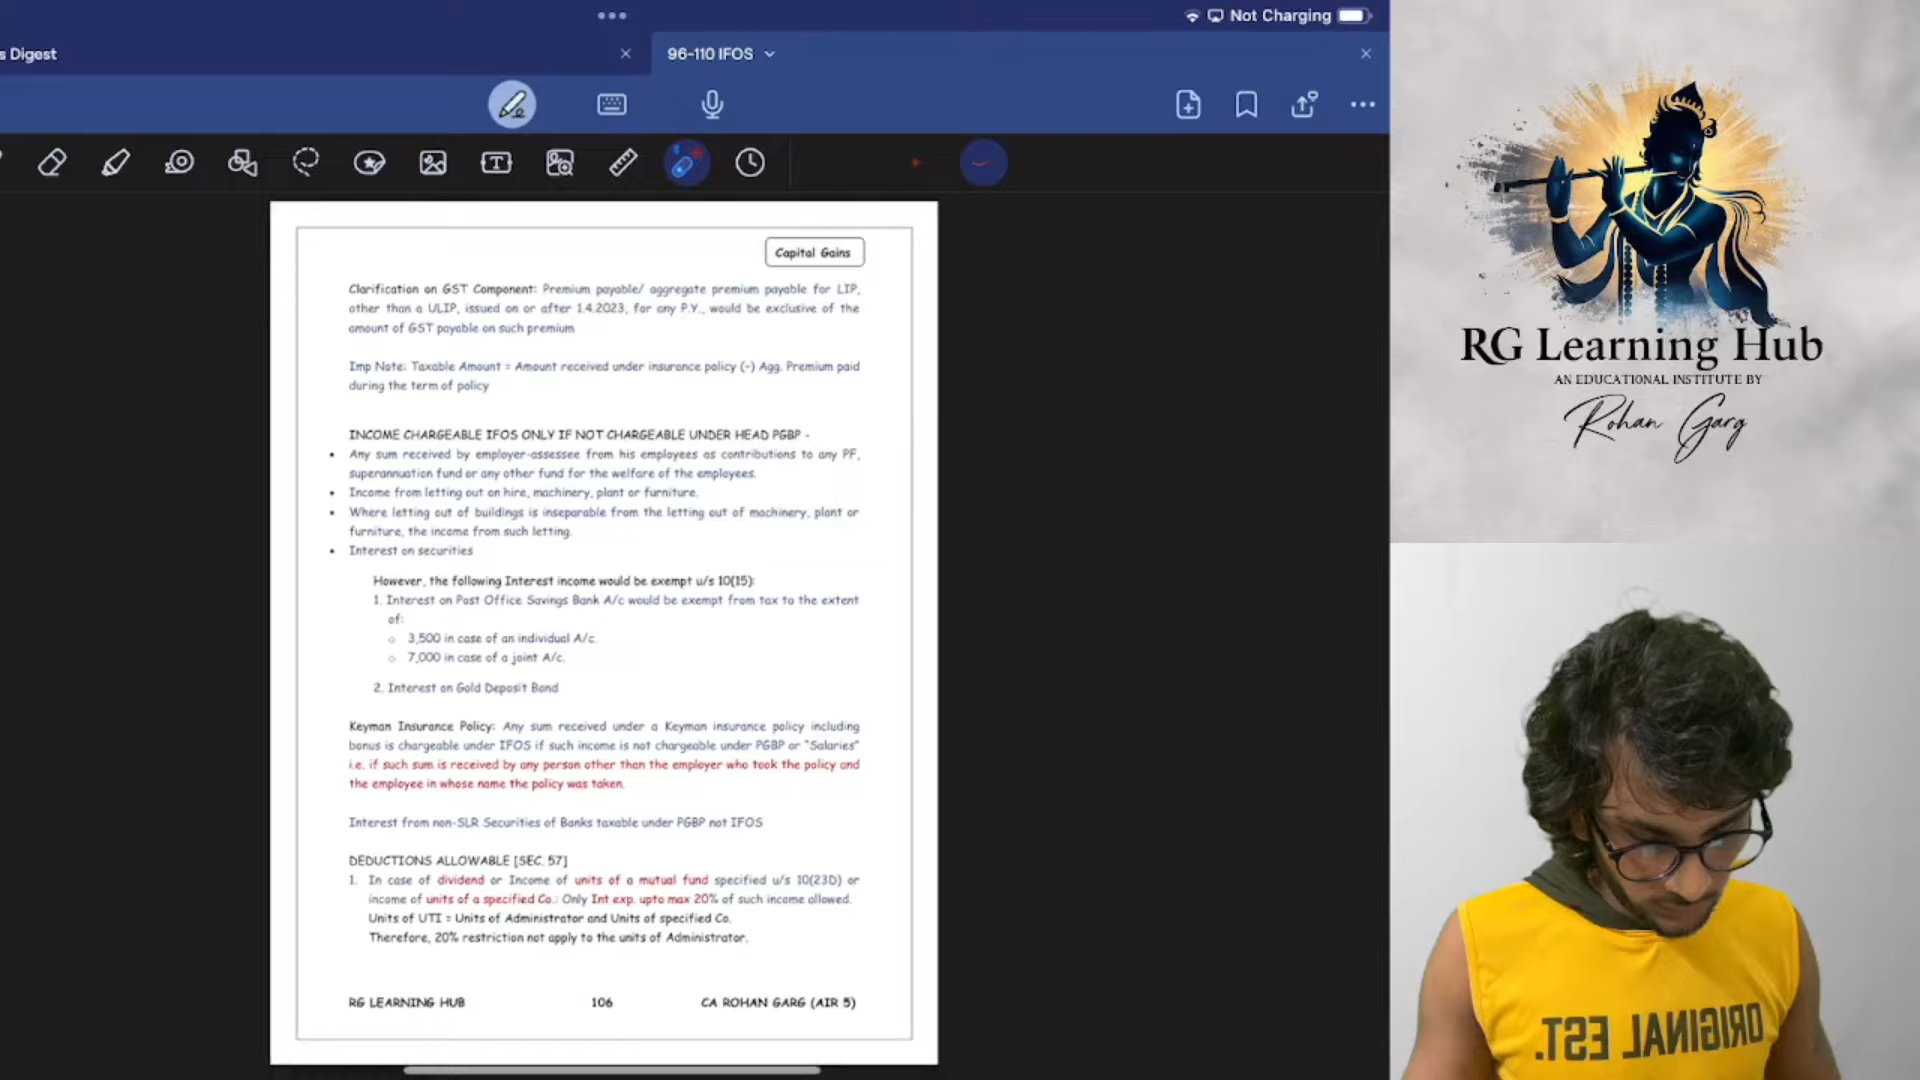 Not Charging
s Digest
96-110 IFOS
Capital Gains
Clarification on GST Component: Premium payable/ aggregate premium payable for LIP,
other than a ULIP, issued on or after 1.4.2023, for any P.Y., would be exclusive of the
amount of GST payable on such premium
Imp Note: Taxable Amount = Amount received under insurance policy (-) Agg. Premium paid
during the term of policy
INCOME CHARGEABLE IFOS ONLY IF NOT CHARGEABLE UNDER HEAD PGBP -
• Any sum received by employer-assessee from his employees as contributions to any PF,
superannuation fund or any other fund for the welfare of the employees.
• Income from letting out on hire, machinery, plant or furniture.
• Where letting out of buildings is inseparable from the letting out of machinery, plant or
furniture, the income from such letting.
• Interest on securities
However, the following Interest income would be exempt u/s 10(15):
1. Interest on Post Office Savings Bank A/c would be exempt from tax to the extent
of:
○ 3,500 in case of an individual A/c.
○ 7,000 in case of a joint A/c.
2. Interest on Gold Deposit Bond
Keyman Insurance Policy: Any sum received under a Keyman insurance policy including
bonus is chargeable under IFOS if such income is not chargeable under PGBP or "Salaries"
i.e. if such sum is received by any person other than the employer who took the policy and
the employee in whose name the policy was taken.
Interest from non-SLR Securities of Banks taxable under PGBP not IFOS
DEDUCTIONS ALLOWABLE [SEC. 57]
1. In case of dividend or Income of units of a mutual fund specified u/s 10(23D) or
income of units of a specified Co.: Only Int exp. upto max 20% of such income allowed.
Units of UTI = Units of Administrator and Units of specified Co.
Therefore, 20% restriction not apply to the units of Administrator.
RG LEARNING HUB 106 CA ROHAN GARG (AIR 5)
RG Learning Hub
AN EDUCATIONAL INSTITUTE BY
Rohan Garg
ORIGINAL EST.